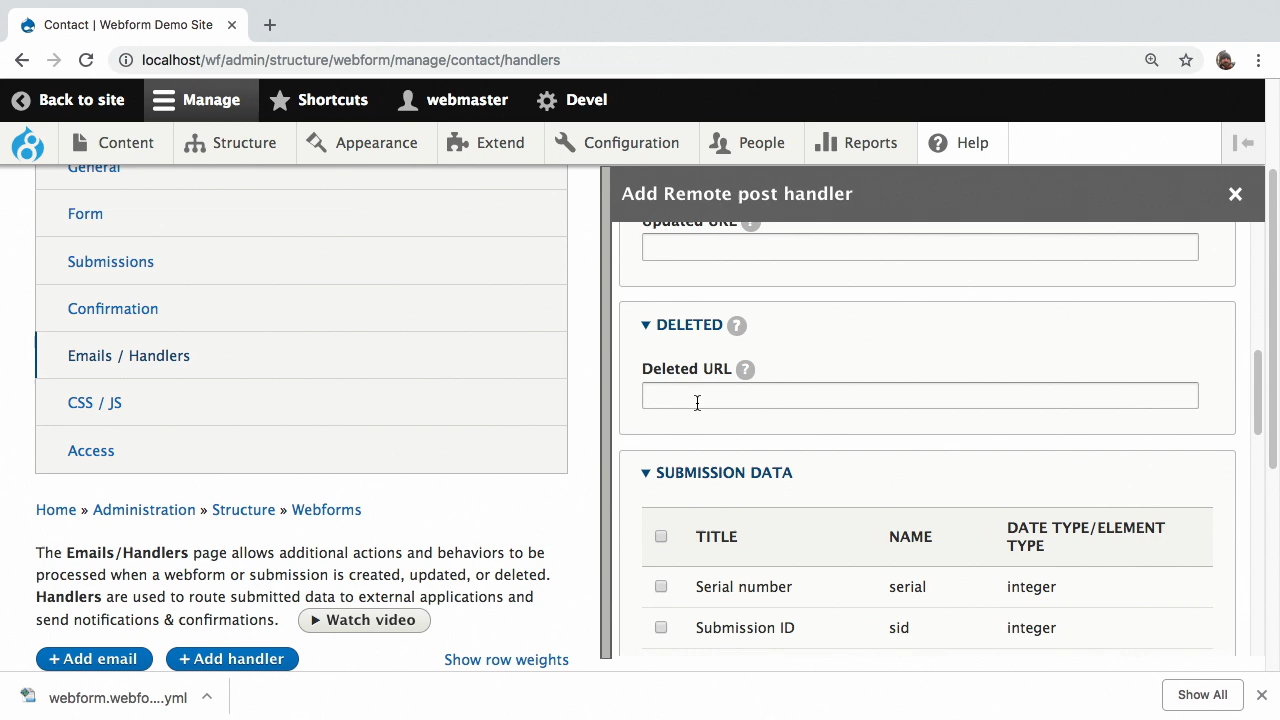 Contact | Webform Demo Site
localhost/wf/admin/structure/webform/manage/contact/handlers
Back to site
Manage
Shortcuts
webmaster
Devel
Content
Structure
Appearance
Extend
Configuration
People
Reports
Help
General
Form
Submissions
Confirmation
Emails / Handlers
CSS / JS
Access
Home » Administration » Structure » Webforms
The Emails/Handlers page allows additional actions and behaviors to be
processed when a webform or submission is created, updated, or deleted.
Handlers are used to route submitted data to external applications and
send notifications & confirmations. Watch video
+ Add email
+ Add handler
Show row weights
Add Remote post handler
Updated URL ?
DELETED ?
Deleted URL ?
SUBMISSION DATA
TITLE NAME DATE TYPE/ELEMENT
TYPE
Serial number serial integer
Submission ID sid integer
webform.webfo....yml
Show All